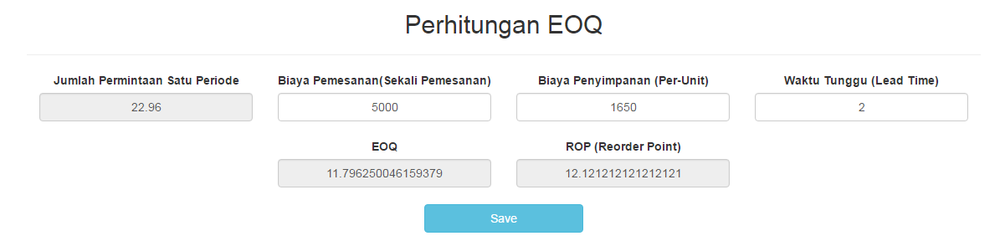 Perhitungan EOQ
Jumlah Permintaan Satu Periode Biaya Pemesanan(Sekali Pemesanan) Biaya Penyimpanan (Per-Unit) Waktu Tunggu (Lead Time)
22.96 5000 1650 2
EOQ ROP (Reorder Point)
11.796250046159379 12.121212121212121
Save